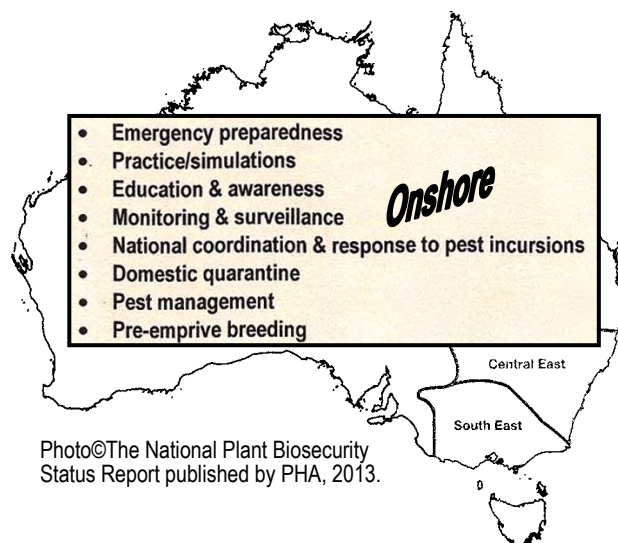 • Emergency preparedness
• Practice/simulations
• Education & awareness
• Monitoring & surveillance
Onshore
• National coordination & response to pest incursions
• Domestic quarantine
• Pest management
• Pre-emprive breeding
Central East
South East
Photo©The National Plant Biosecurity
Status Report published by PHA, 2013.